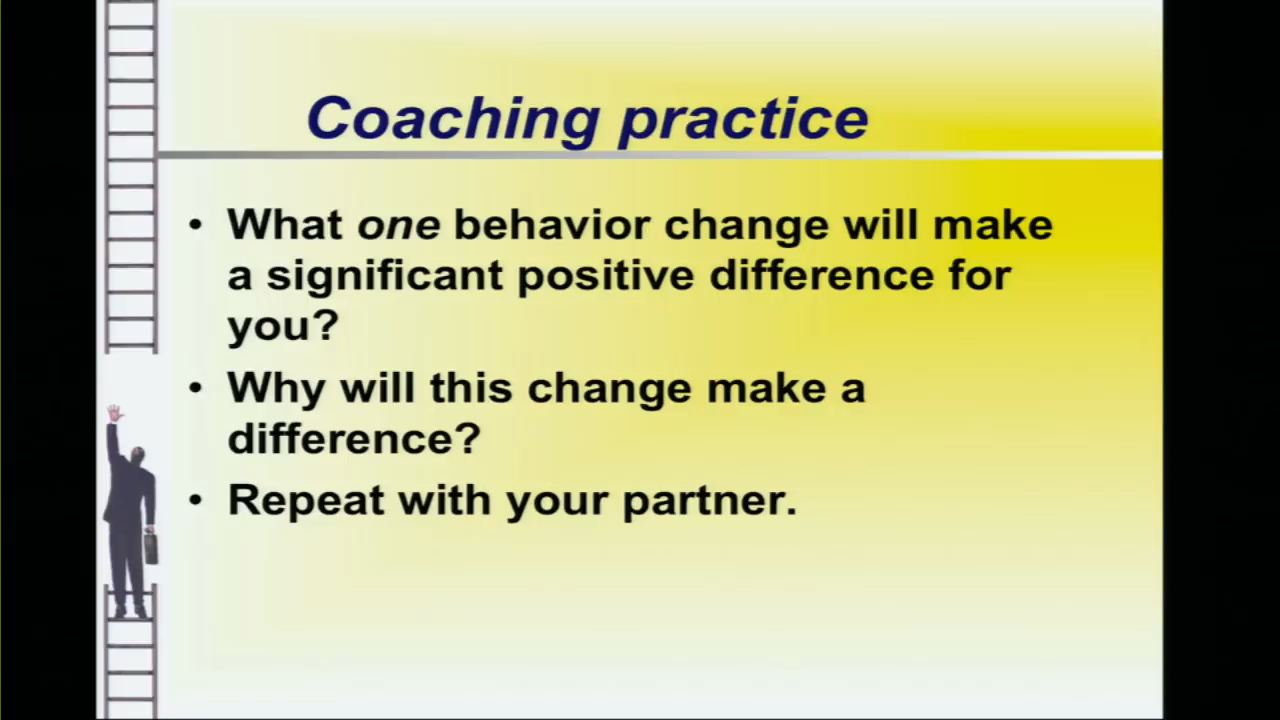 Coaching practice
• What one behavior change will make
a significant positive difference for
you?
• Why will this change make a
difference?
• Repeat with your partner.